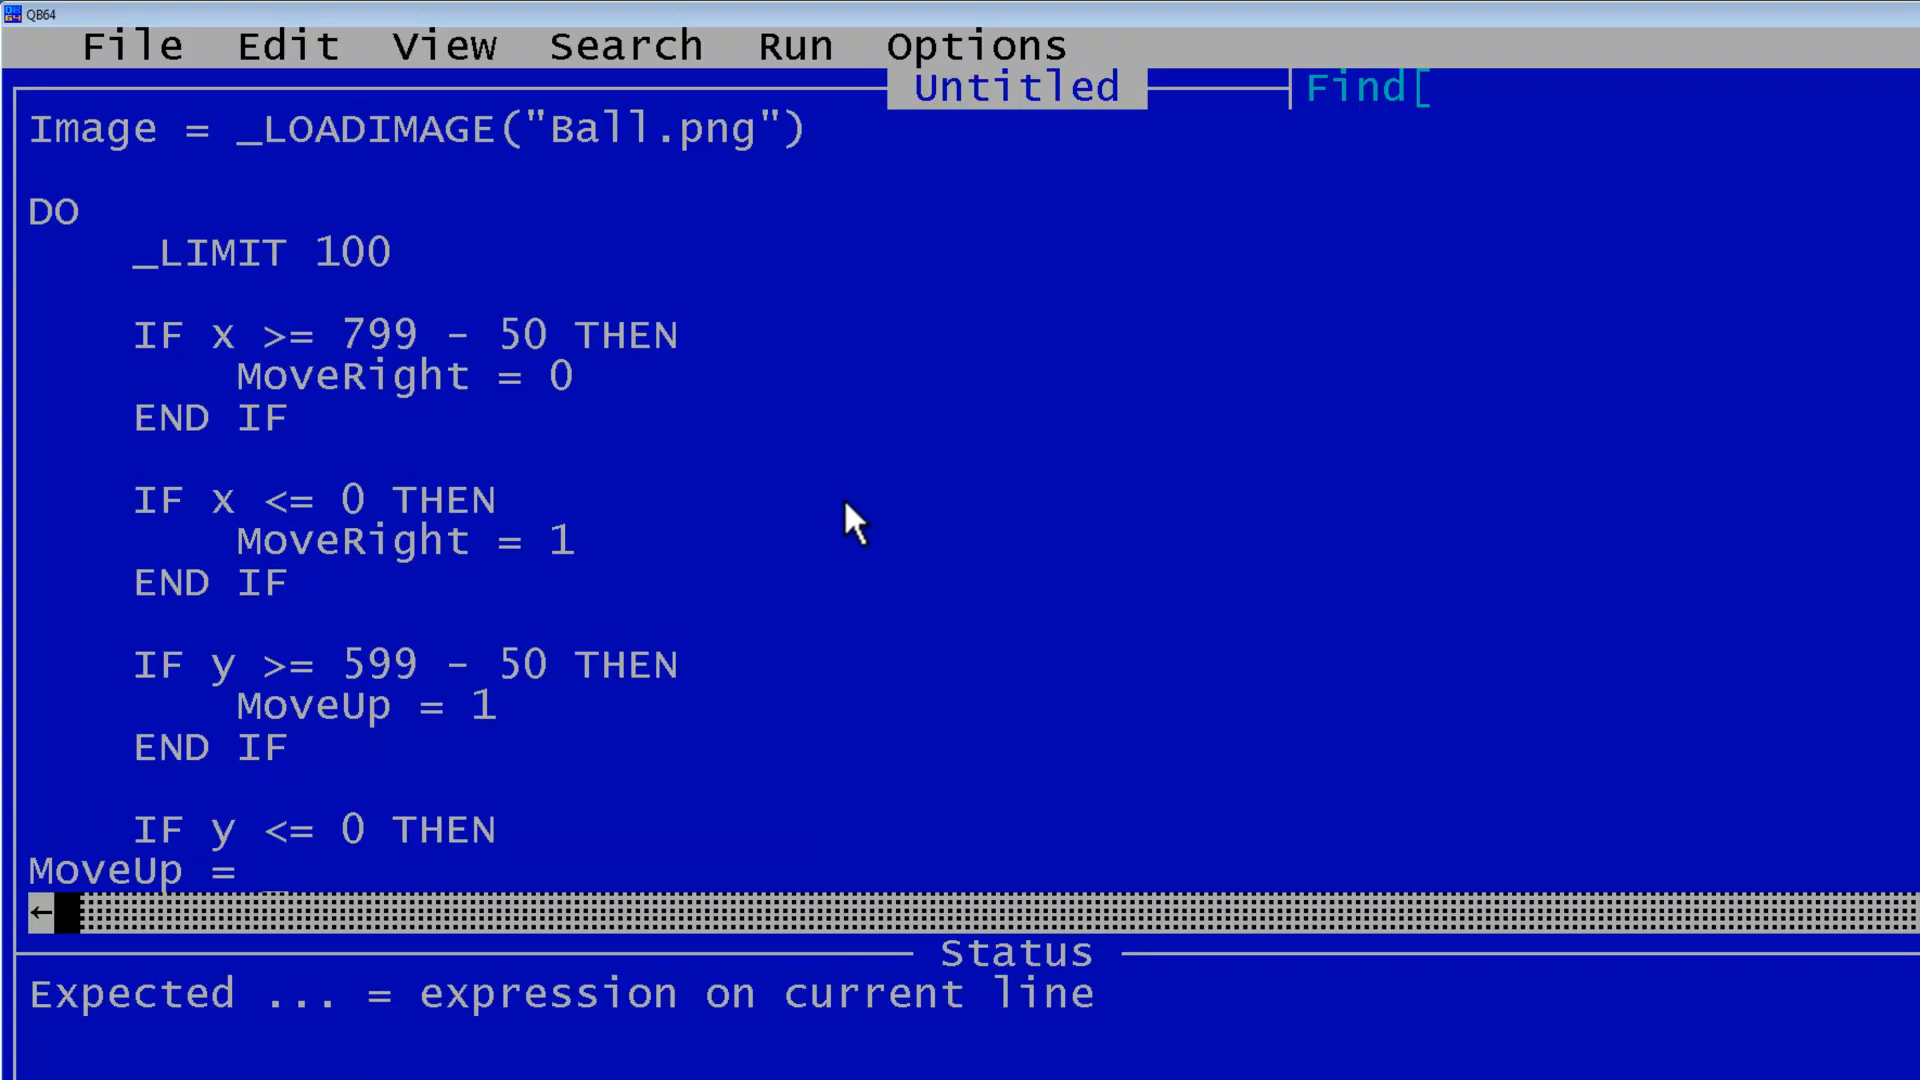 QB64
File Edit View Search Run Options
Untitled Find[
Image = _LOADIMAGE("Ball.png")
DO
_LIMIT 100
IF x >= 799 - 50 THEN
MoveRight = 0
END IF
IF x <= 0 THEN
MoveRight = 1
END IF
IF y >= 599 - 50 THEN
MoveUp = 1
END IF
IF y <= 0 THEN
MoveUp =
Status
Expected ... = expression on current line